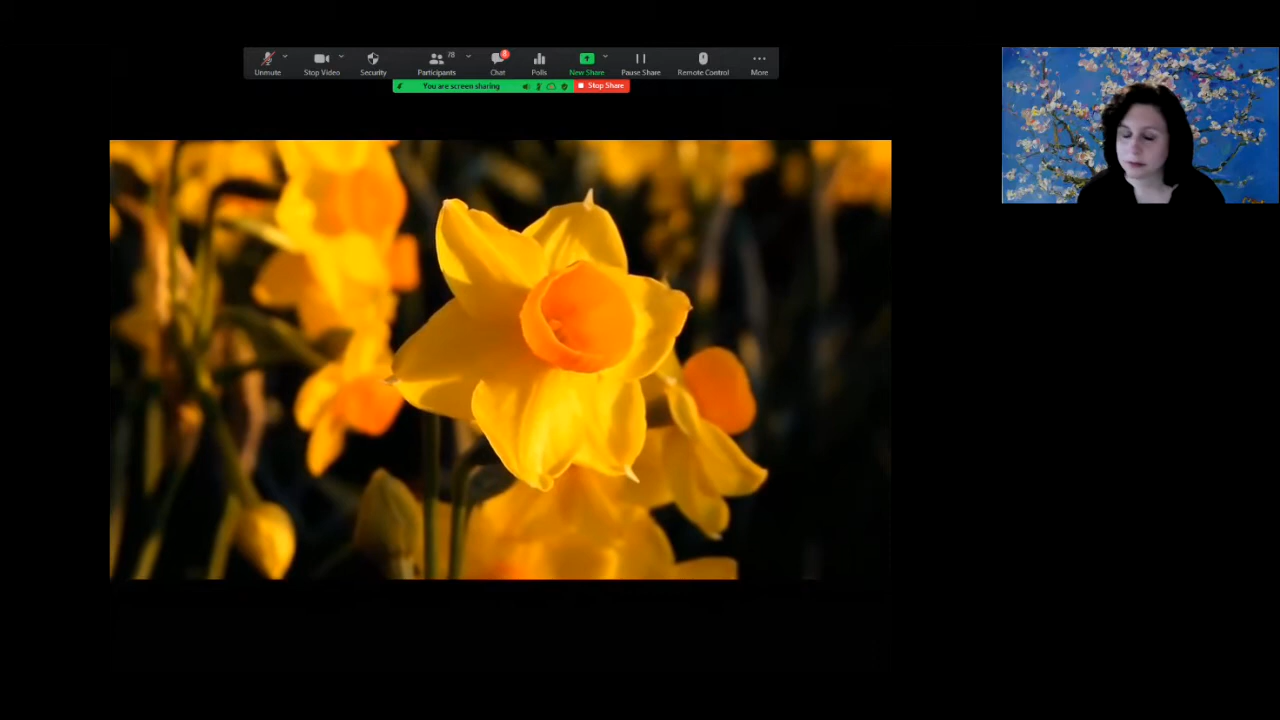 78
8
Unmute Stop Video Security Participants Chat Polls New Share Pause Share Remote Control More
You are screen sharing Stop Share